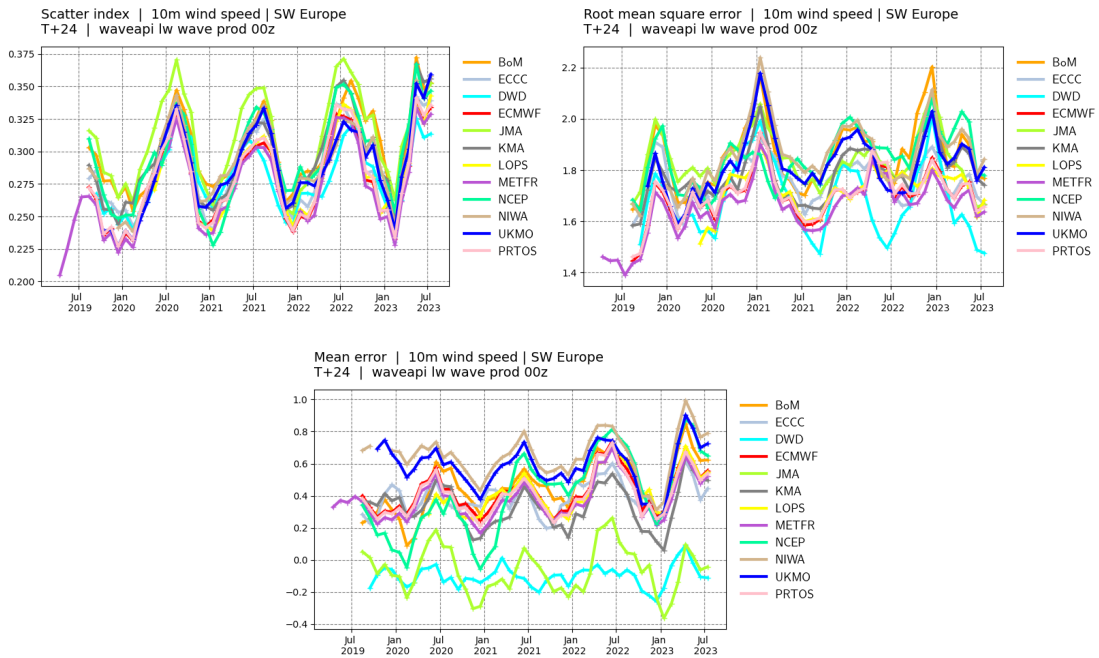 Scatter index | 10m wind speed | SW Europe
T+24 | waveapi lw wave prod 00z
0.375
0.350
0.325
0.300
0.275
0.250
0.225
0.200
Jul 2019
Jan 2020
Jul 2020
Jan 2021
Jul 2021
Jan 2022
Jul 2022
Jan 2023
Jul 2023
BoM
ECCC
DWD
ECMWF
JMA
KMA
LOPS
METFR
NCEP
NIWA
UKMO
PRTOS
Root mean square error | 10m wind speed | SW Europe
T+24 | waveapi lw wave prod 00z
2.2
2.0
1.8
1.6
1.4
Jul 2019
Jan 2020
Jul 2020
Jan 2021
Jul 2021
Jan 2022
Jul 2022
Jan 2023
Jul 2023
BoM
ECCC
DWD
ECMWF
JMA
KMA
LOPS
METFR
NCEP
NIWA
UKMO
PRTOS
Mean error | 10m wind speed | SW Europe
T+24 | waveapi lw wave prod 00z
1.0
0.8
0.6
0.4
0.2
0.0
−0.2
−0.4
Jul 2019
Jan 2020
Jul 2020
Jan 2021
Jul 2021
Jan 2022
Jul 2022
Jan 2023
Jul 2023
BoM
ECCC
DWD
ECMWF
JMA
KMA
LOPS
METFR
NCEP
NIWA
UKMO
PRTOS